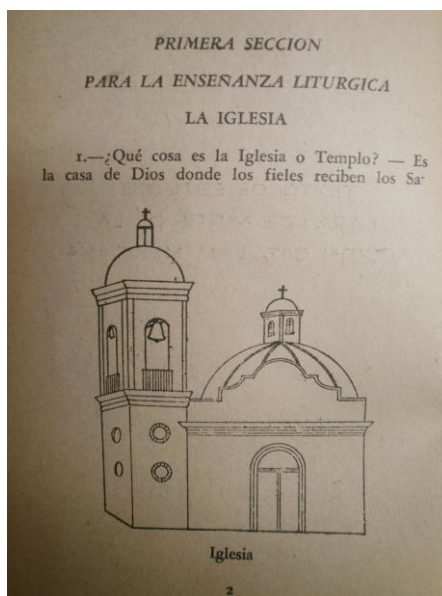 PRIMERA SECCION
PARA LA ENSEÑANZA LITURGICA
LA IGLESIA
1.—¿Qué cosa es la Iglesia o Templo? — Es
la casa de Dios donde los fieles reciben los Sa-
Iglesia
2